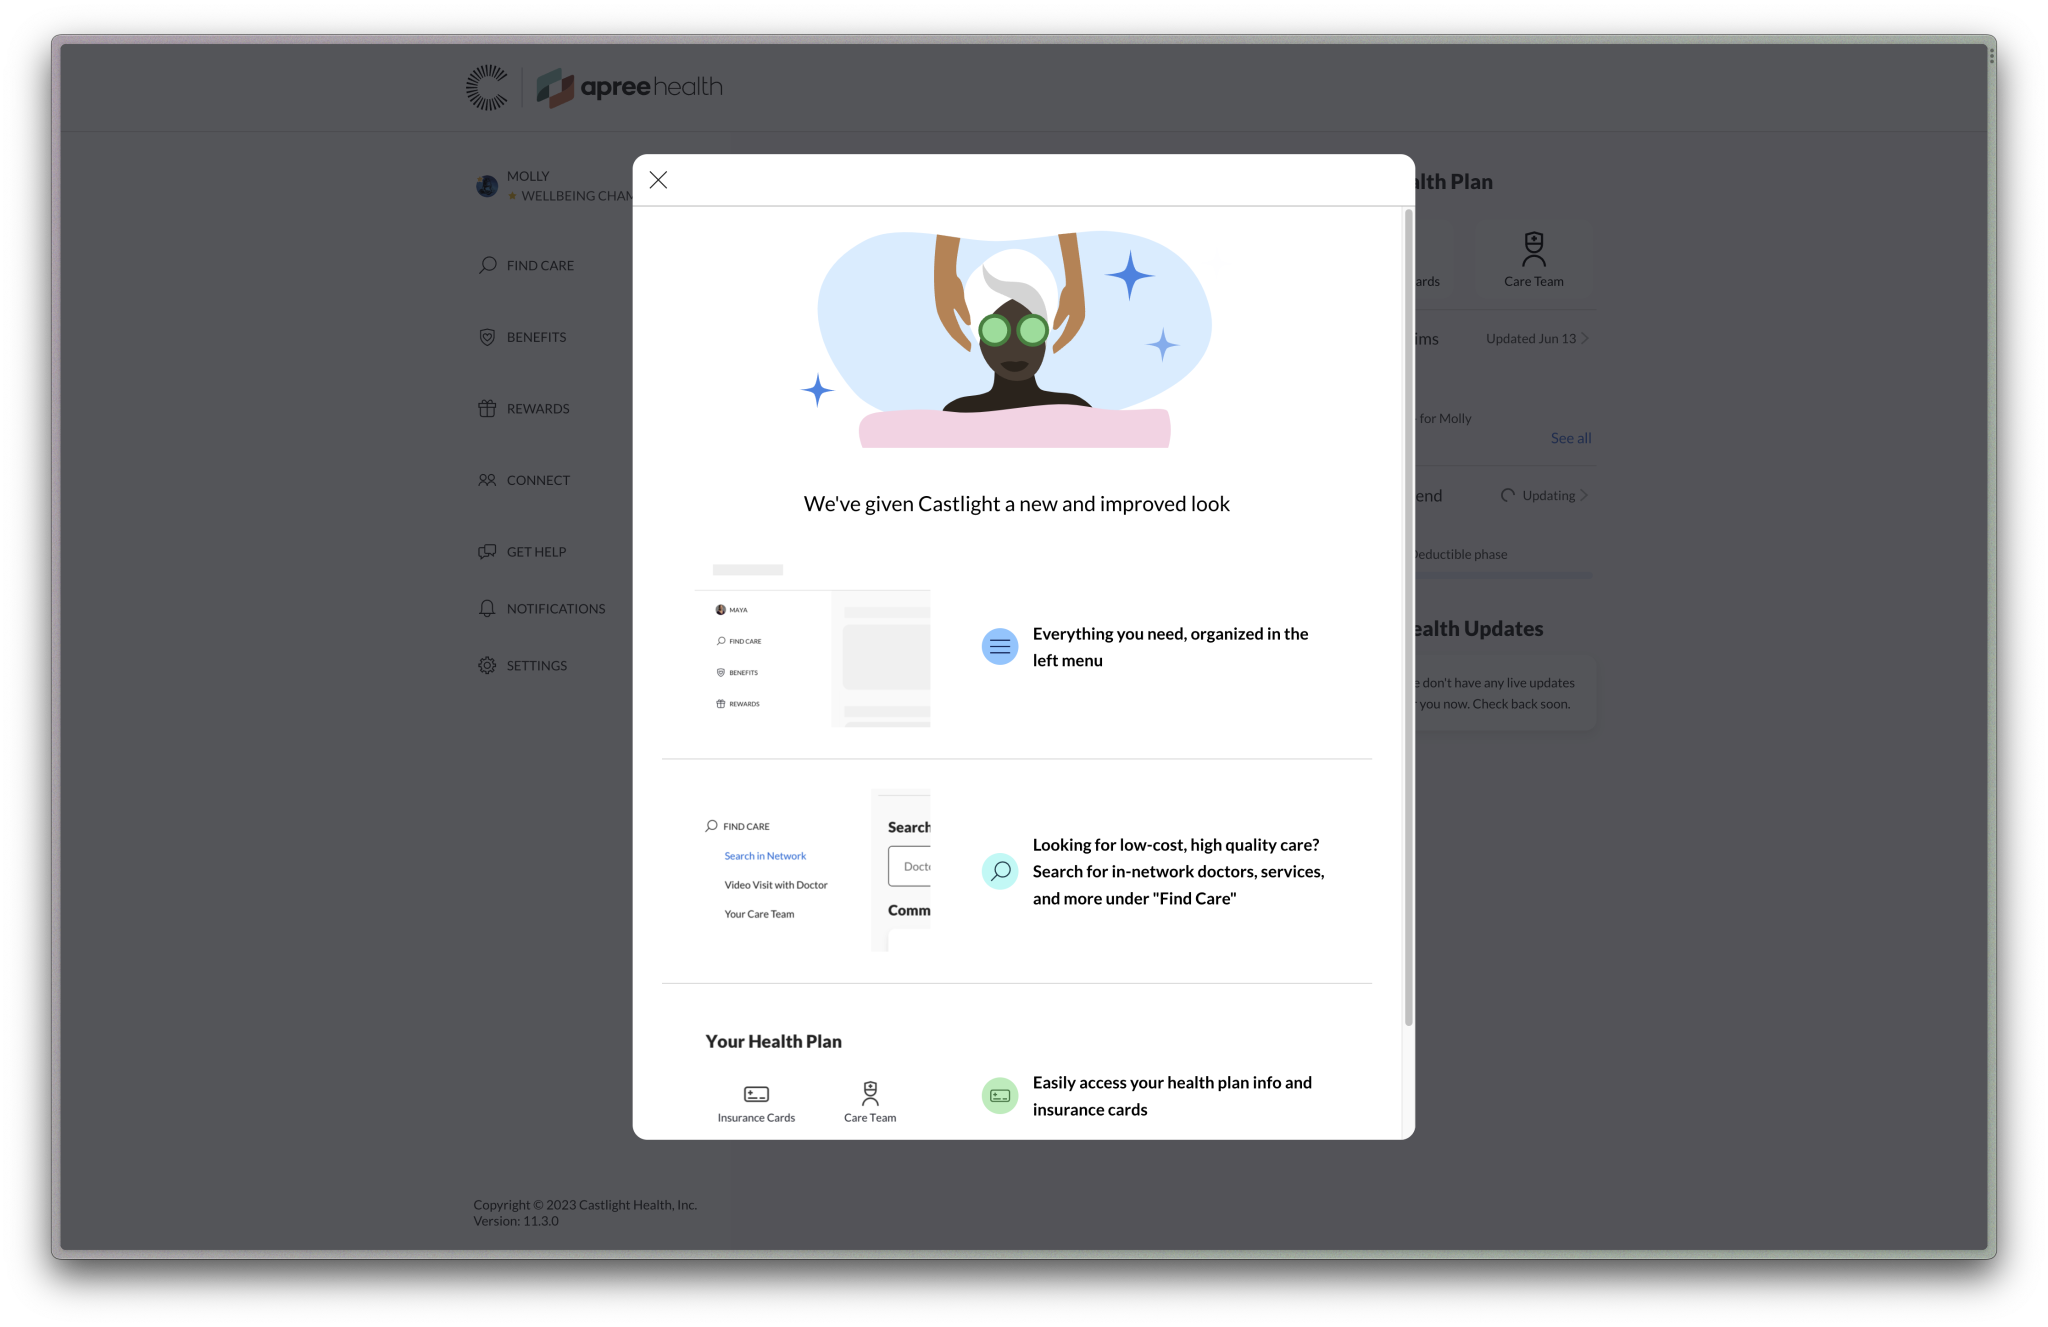 apreehealth
MOLLY
WELLBEING CHAM
FIND CARE
BENEFITS
REWARDS
CONNECT
GET HELP
NOTIFICATIONS
SETTINGS
Copyright © 2023 Castlight Health, Inc.
Version: 11.3.0
We've given Castlight a new and improved look
MAYA
FIND CARE
BENEFITS
REWARDS
Everything you need, organized in the
left menu
FIND CARE
Search in Network
Video Visit with Doctor
Your Care Team
Search
Docto
Comm
Looking for low-cost, high quality care?
Search for in-network doctors, services,
and more under "Find Care"
Your Health Plan
Insurance Cards
Care Team
Easily access your health plan info and
insurance cards
alth Plan
ards
Care Team
ims
Updated Jun 13
for Molly
See all
end
Updating
Deductible phase
ealth Updates
e don't have any live updates
r you now. Check back soon.